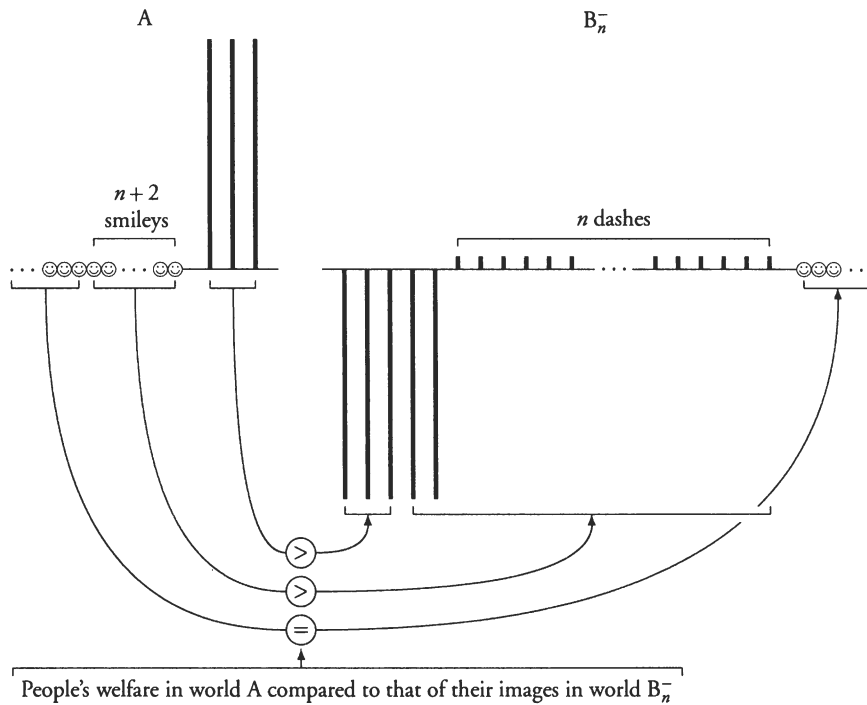 A
B⁻ₙ
n + 2
smileys
n dashes
· · ·
· · ·
· · ·
· · ·
>
>
=
People's welfare in world A compared to that of their images in world B⁻ₙ